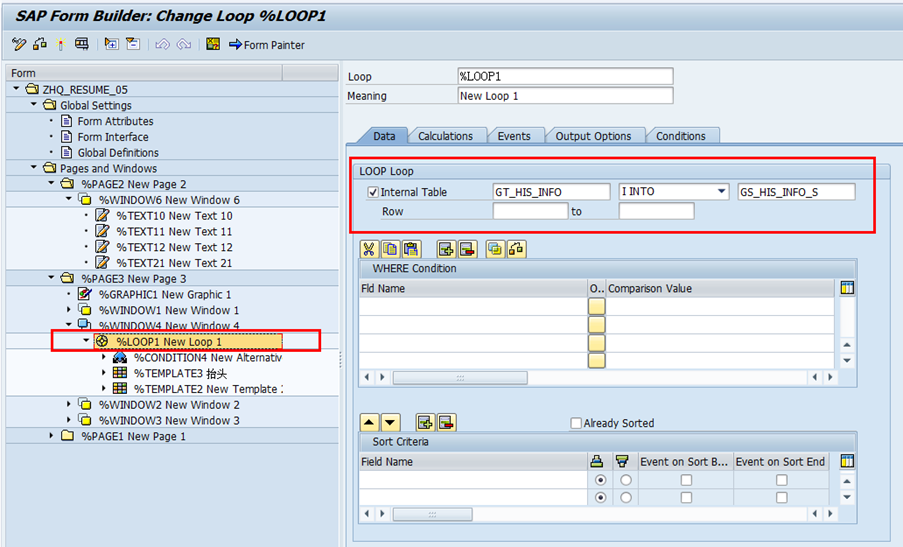 SAP Form Builder: Change Loop %LOOP1
Form Painter
Form
ZHQ_RESUME_05
Global Settings
Form Attributes
Form Interface
Global Definitions
Pages and Windows
%PAGE2 New Page 2
%WINDOW6 New Window 6
%TEXT10 New Text 10
%TEXT11 New Text 11
%TEXT12 New Text 12
%TEXT21 New Text 21
%PAGE3 New Page 3
%GRAPHIC1 New Graphic 1
%WINDOW1 New Window 1
%WINDOW4 New Window 4
%LOOP1 New Loop 1
%CONDITION4 New Alternativ
%TEMPLATE3 抬头
%TEMPLATE2 New Template 2
%WINDOW2 New Window 2
%WINDOW3 New Window 3
%PAGE1 New Page 1
Loop %LOOP1
Meaning New Loop 1
Data Calculations Events Output Options Conditions
LOOP Loop
Internal Table GT_HIS_INFO I INTO GS_HIS_INFO_S
Row to
WHERE Condition
Fld Name O.. Comparison Value
Already Sorted
Sort Criteria
Field Name Event on Sort B... Event on Sort End